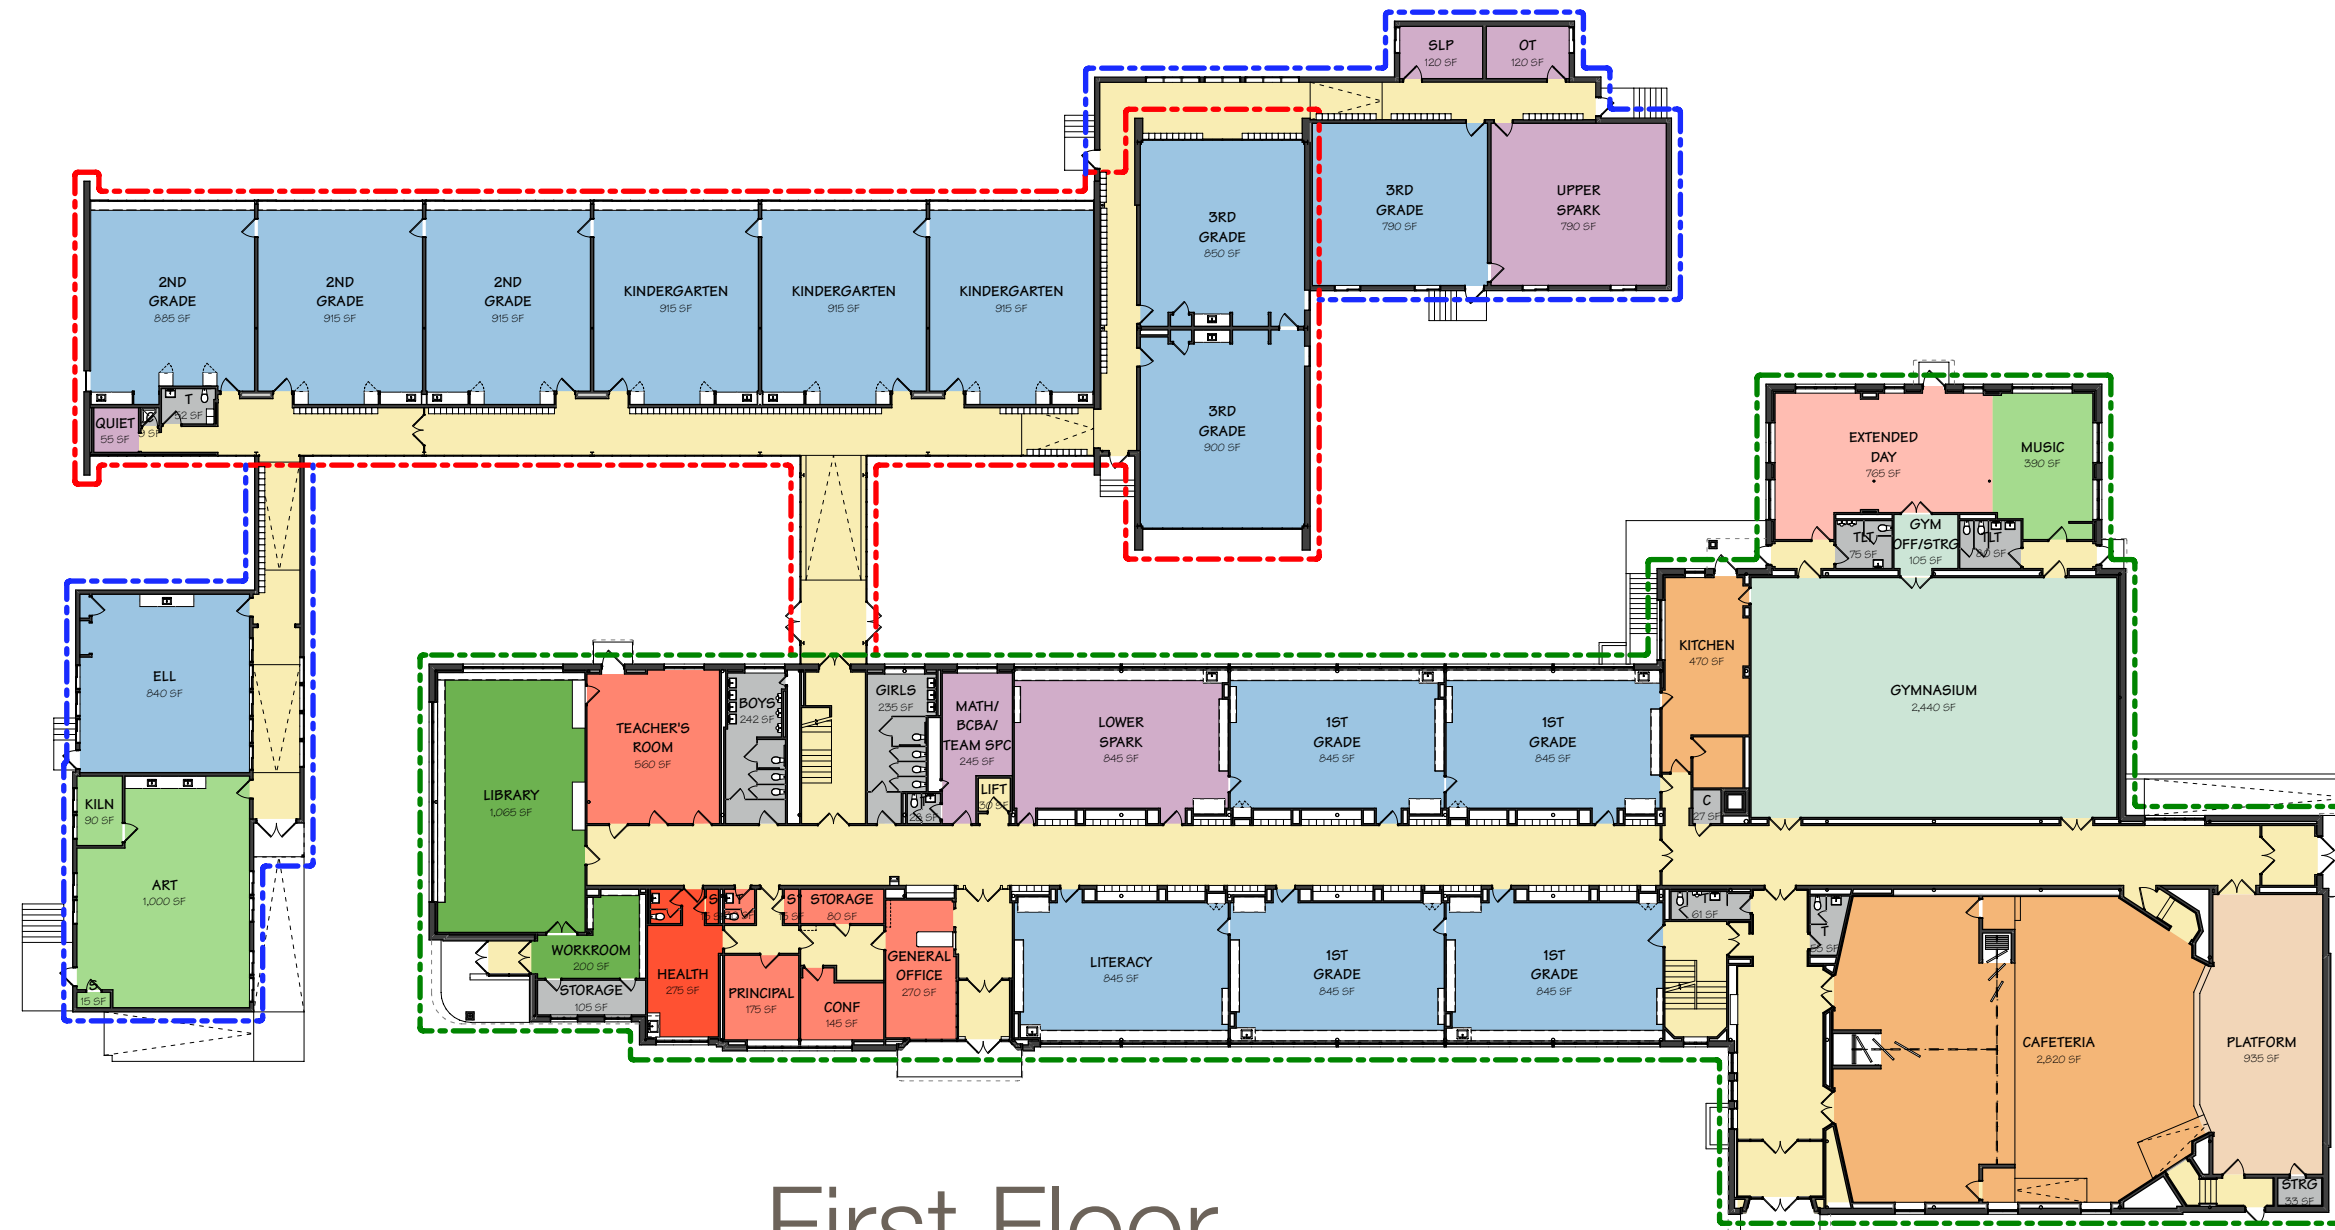 SLP
120 SF
OT
120 SF
3RD
GRADE
850 SF
3RD
GRADE
790 SF
UPPER
SPARK
790 SF
2ND
GRADE
885 SF
2ND
GRADE
915 SF
2ND
GRADE
915 SF
KINDERGARTEN
915 SF
KINDERGARTEN
915 SF
KINDERGARTEN
915 SF
3RD
GRADE
900 SF
QUIET
55 SF
T
52 SF
EXTENDED
DAY
765 SF
MUSIC
390 SF
TLT
75 SF
GYM
OFF/STRG
105 SF
TLT
80 SF
ELL
840 SF
KILN
90 SF
ART
1,000 SF
S
15 SF
LIBRARY
1,065 SF
TEACHER'S
ROOM
560 SF
BOYS
242 SF
GIRLS
235 SF
MATH/
BCBA/
TEAM SPC
245 SF
LIFT
30 SF
LOWER
SPARK
845 SF
1ST
GRADE
845 SF
1ST
GRADE
845 SF
KITCHEN
470 SF
C
27 SF
GYMNASIUM
2,440 SF
WORKROOM
200 SF
STORAGE
105 SF
HEALTH
275 SF
PRINCIPAL
175 SF
STORAGE
80 SF
CONF
145 SF
GENERAL
OFFICE
270 SF
LITERACY
845 SF
1ST
GRADE
845 SF
1ST
GRADE
845 SF
T
61 SF
T
CAFETERIA
2,820 SF
PLATFORM
935 SF
STRG
33 SF
First Floor